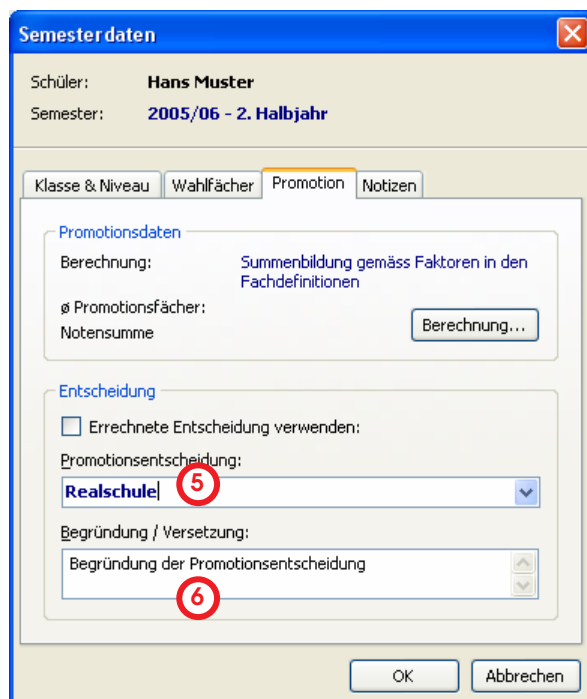 Semesterdaten
Schüler: Hans Muster
Semester: 2005/06 - 2. Halbjahr
Klasse & Niveau Wahlfächer Promotion Notizen
Promotionsdaten
Berechnung: Summenbildung gemäss Faktoren in den
Fachdefinitionen
ø Promotionsfächer:
Notensumme
Berechnung...
Entscheidung
Errechnete Entscheidung verwenden:
Promotionsentscheidung:
Realschule 5
Begründung / Versetzung:
Begründung der Promotionsentscheidung
6
OK Abbrechen